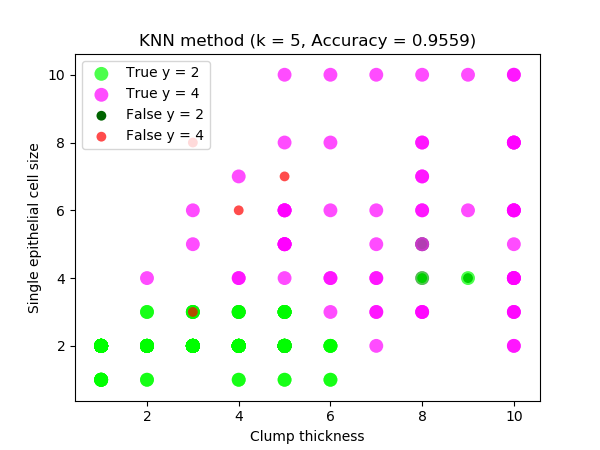 KNN method (k = 5, Accuracy = 0.9559)
True y = 2
True y = 4
False y = 2
False y = 4
Single epithelial cell size
10
8
6
4
2
2 4 6 8 10
Clump thickness